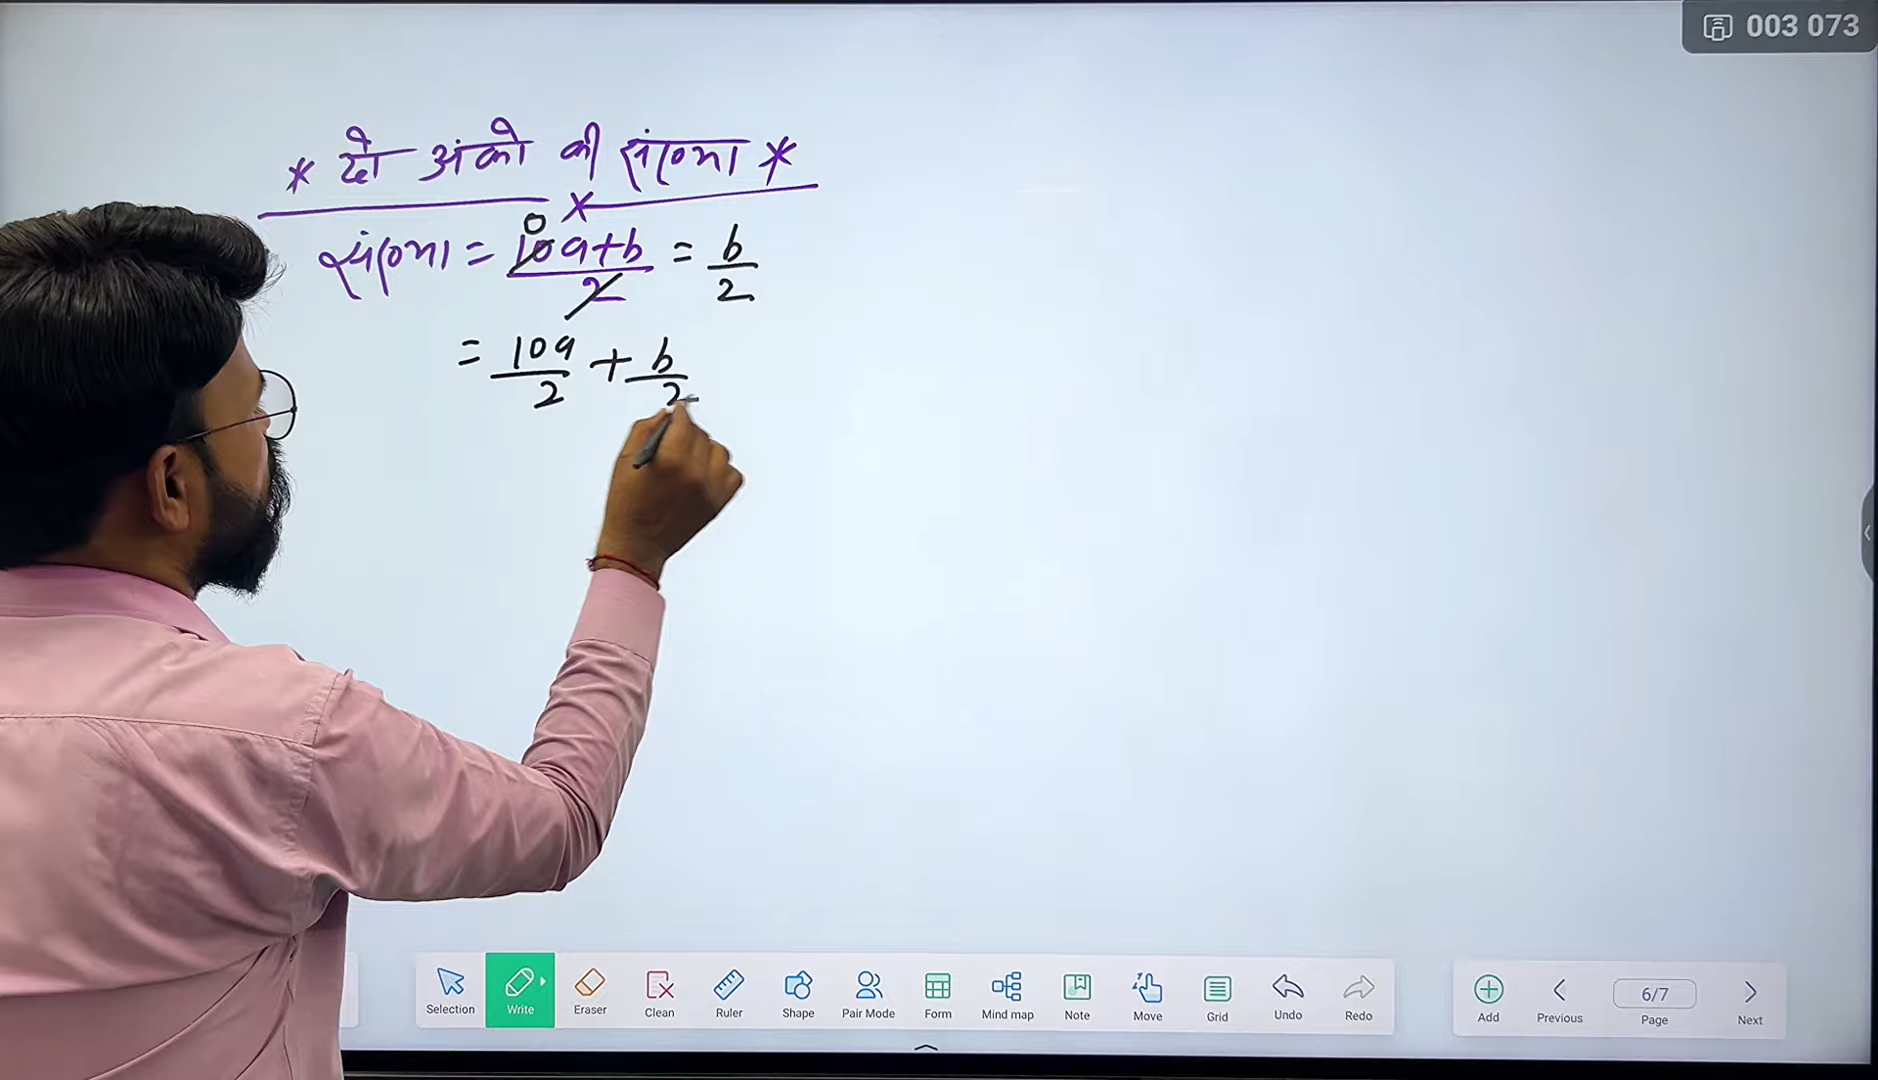 003 073
* दो अंको की संख्या *
x
0
संख्या = 10a+b/2 = b/2
= 10a/2 + b/2
Selection Write Eraser Clean Ruler Shape Pair Mode Form Mind map Note Move Grid Undo Redo Add Previous 6/7 Page Next